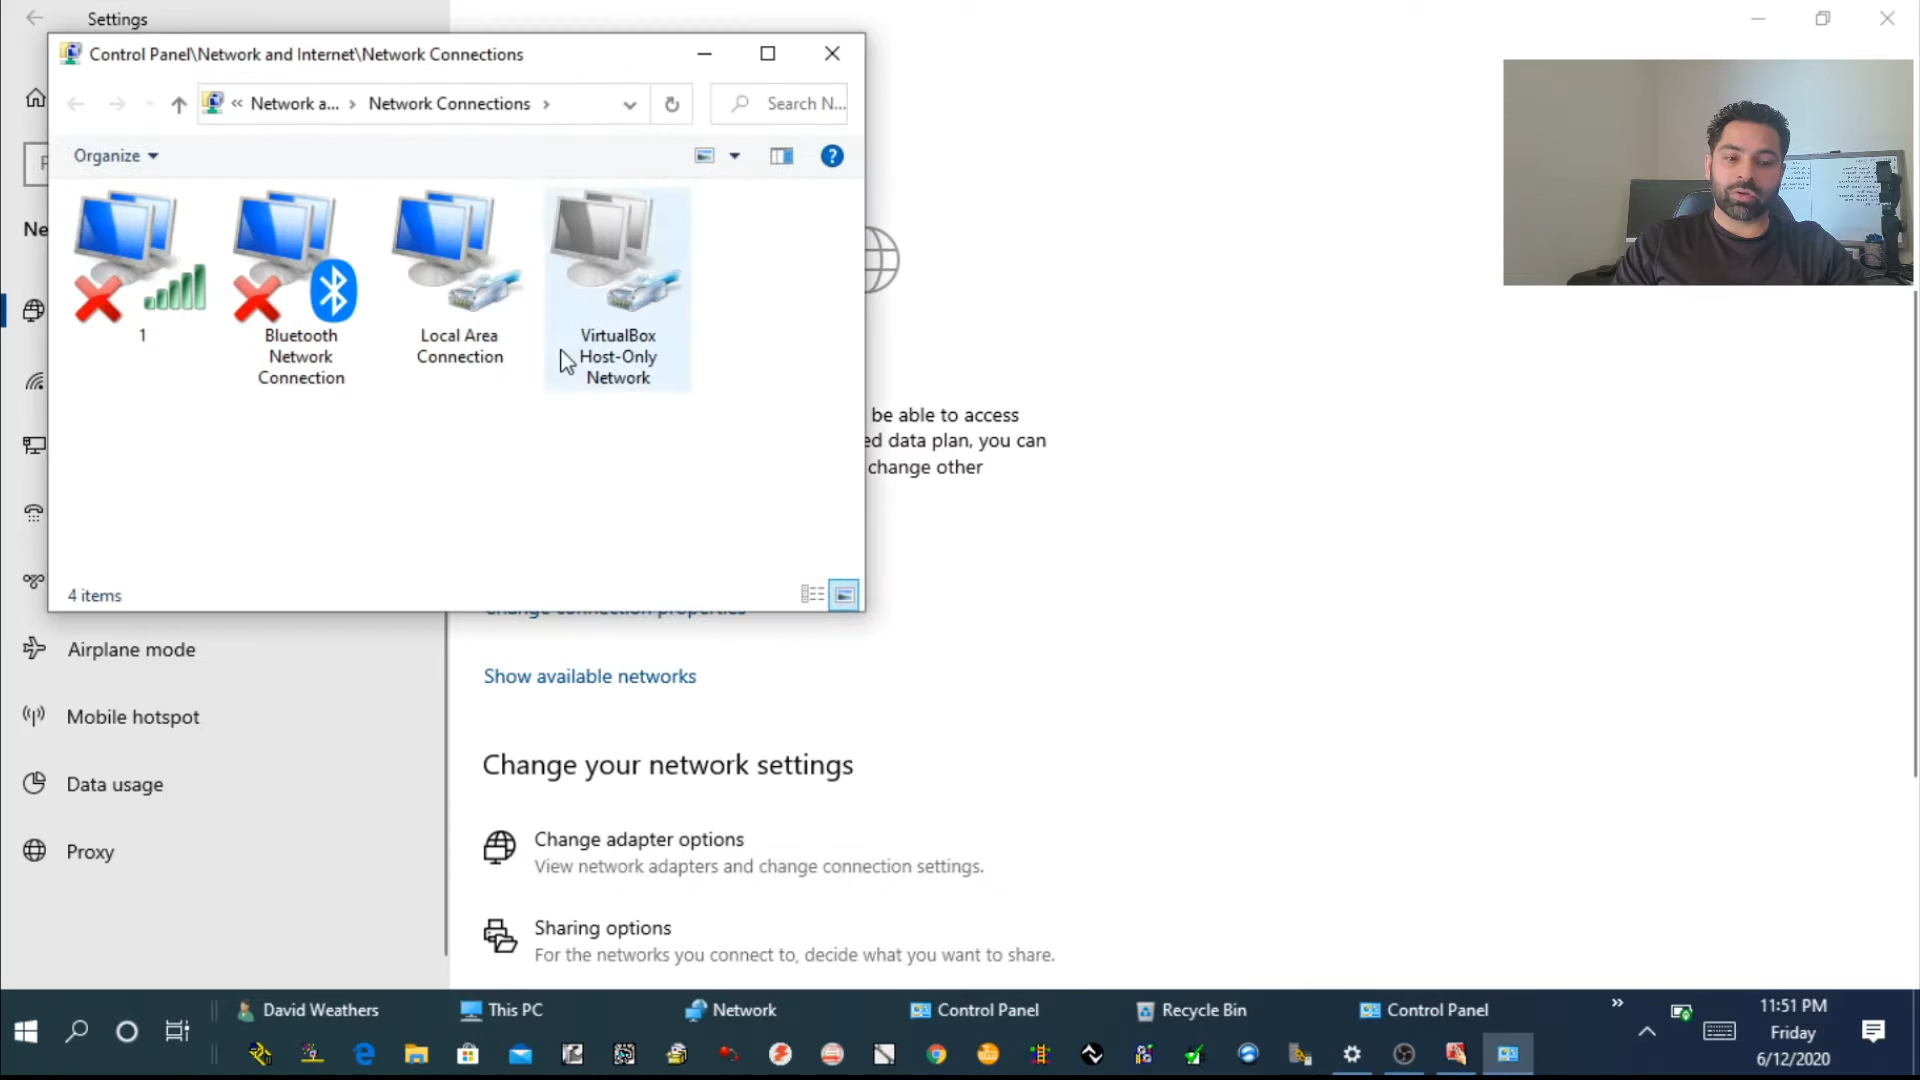 Settings
Control Panel\Network and Internet\Network Connections
« Network a... › Network Connections ›
Search N...
Organize
?
Ne
1
Bluetooth
Network
Connection
Local Area
Connection
VirtualBox
Host-Only
Network
be able to access
ed data plan, you can
change other
4 items
Change connection properties
Airplane mode
Show available networks
Mobile hotspot
Change your network settings
Data usage
Change adapter options
Proxy
View network adapters and change connection settings.
Sharing options
For the networks you connect to, decide what you want to share.
David Weathers
This PC
Network
Control Panel
Recycle Bin
Control Panel
»
11:51 PM
Friday
6/12/2020